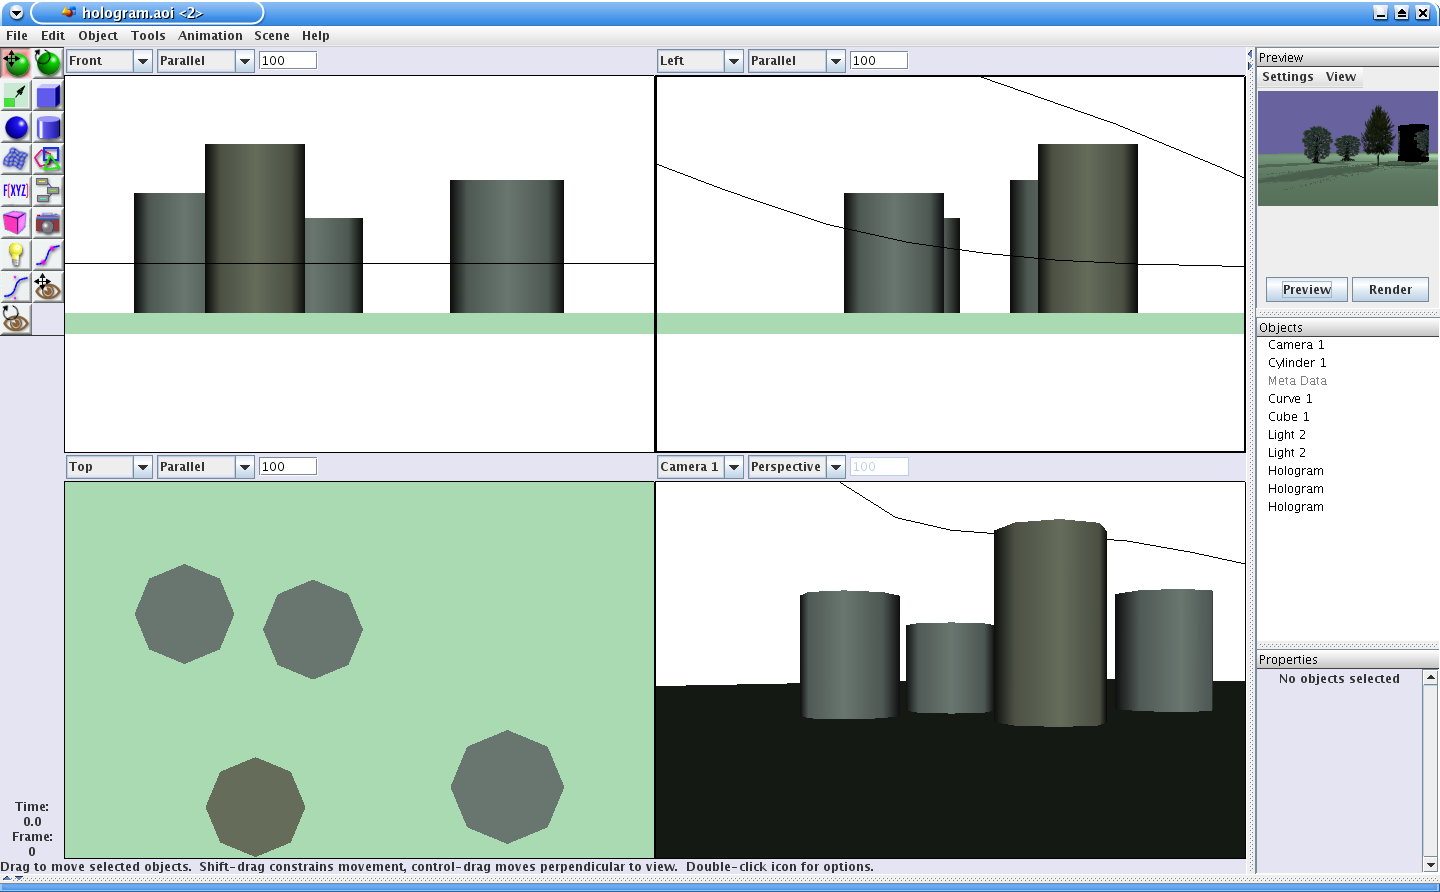 hologram.aoi <2>
File Edit Object Tools Animation Scene Help
Front Parallel 100
Left Parallel 100
Preview
Settings View
F(XYZ)
Preview Render
Objects
Camera 1
Cylinder 1
Meta Data
Curve 1
Cube 1
Light 2
Light 2
Hologram
Hologram
Hologram
Top Parallel 100
Camera 1 Perspective 100
Properties
No objects selected
Time:
0.0
Frame:
0
Drag to move selected objects. Shift-drag constrains movement, control-drag moves perpendicular to view. Double-click icon for options.